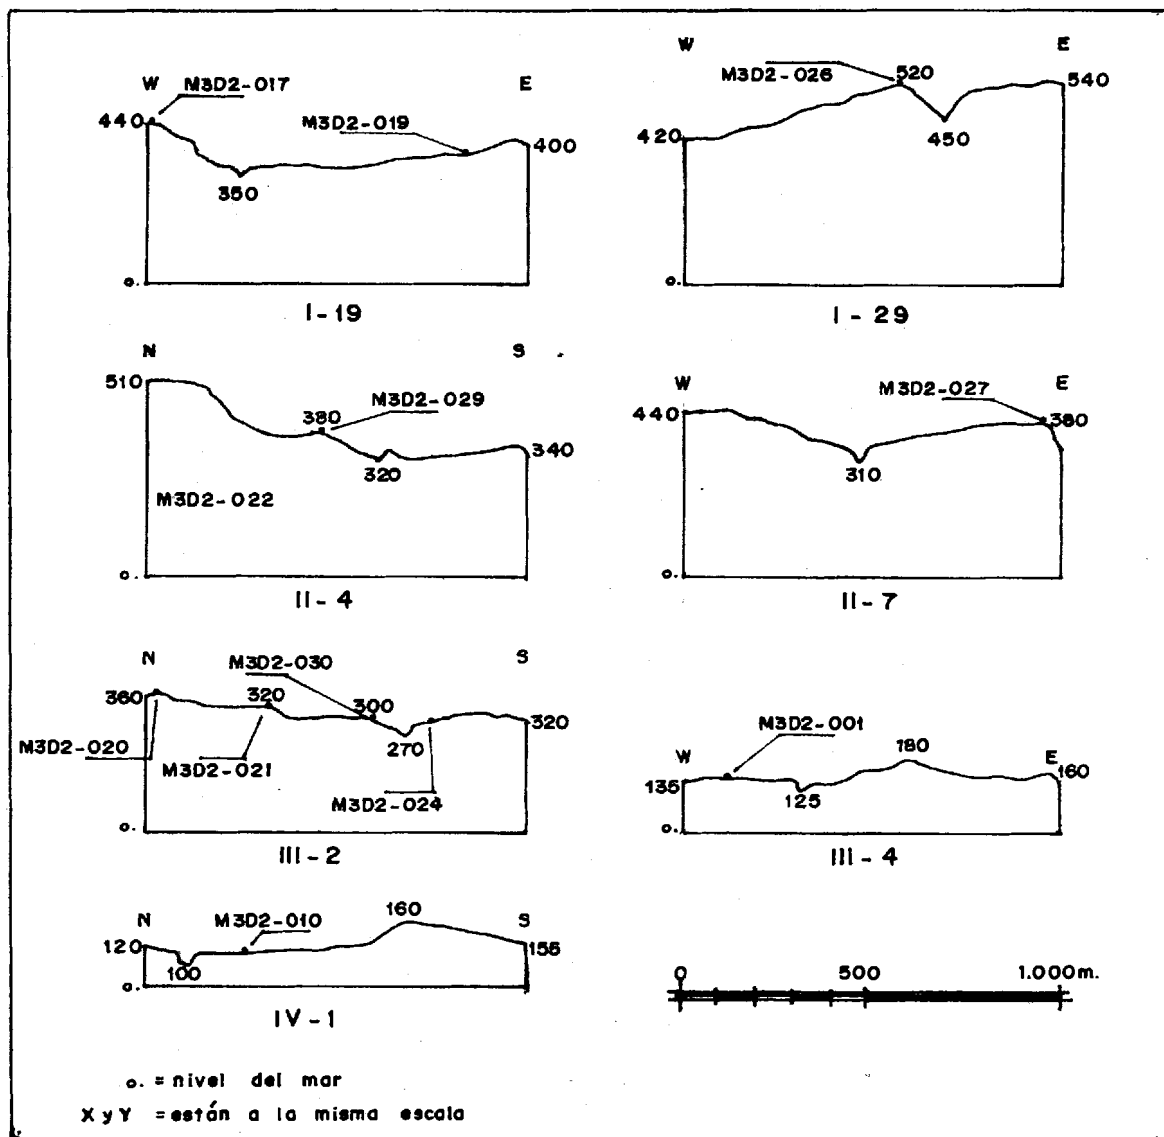 W M3D2-017 E
M3D2-019
440
400
350
o.
I-19
W E
M3D2-026 520
540
420
450
o.
I-29
N S
510
380 M3D2-029
340
320
M3D2-022
o.
II-4
W M3D2-027 E
440
380
310
o.
II-7
N M3D2-030 S
360 320 300
320
M3D2-020 270
M3D2-021
M3D2-024
o.
III-2
M3D2-001
W 180 E
135 160
125
o.
III-4
N M3D2-010 160 S
120
155
100
o.
IV-1
0 500 1.000m.
o. = nivel del mar
X y Y = están a la misma escala